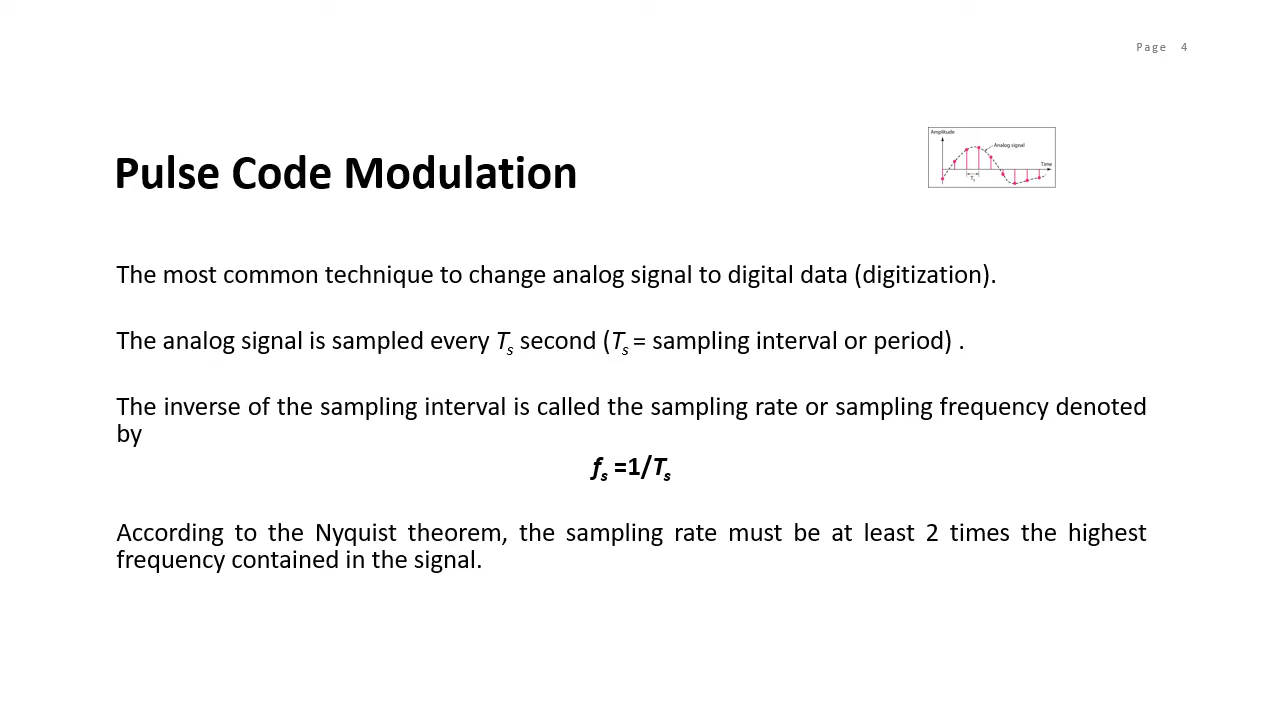 Page 4
Pulse Code Modulation
Amplitude
Analog signal
Time
Ts
The most common technique to change analog signal to digital data (digitization).
The analog signal is sampled every Ts second (Ts = sampling interval or period) .
The inverse of the sampling interval is called the sampling rate or sampling frequency denoted
by
fs =1/Ts
According to the Nyquist theorem, the sampling rate must be at least 2 times the highest
frequency contained in the signal.